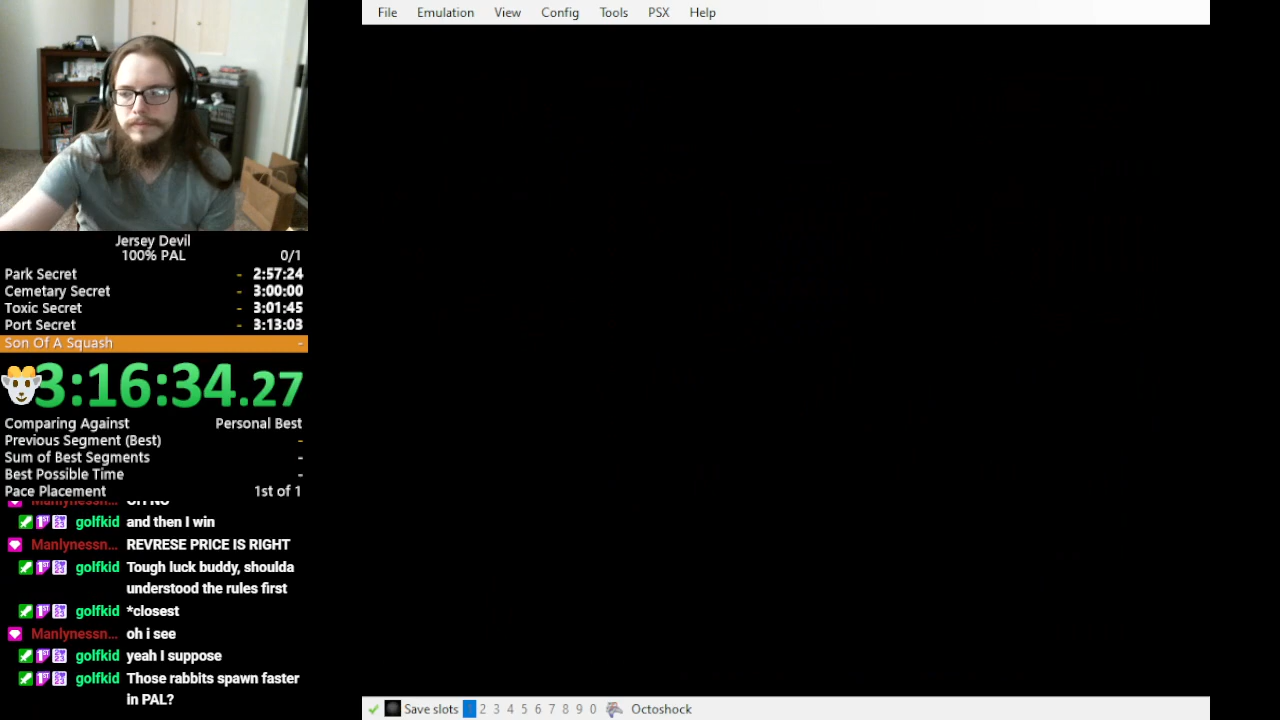 File Emulation View Config Tools PSX Help
Jersey Devil
100% PAL 0/1
Park Secret - 2:57:24
Cemetary Secret - 3:00:00
Toxic Secret - 3:01:45
Port Secret - 3:13:03
Son Of A Squash -
3:16:34.27
Comparing Against Personal Best
Previous Segment (Best) -
Sum of Best Segments -
Best Possible Time -
Pace Placement 1st of 1
golfkid and then I win
Manlynessn... REVRESE PRICE IS RIGHT
golfkid Tough luck buddy, shoulda
understood the rules first
golfkid *closest
Manlynessn... oh i see
golfkid yeah I suppose
golfkid Those rabbits spawn faster
in PAL?
Save slots 1 2 3 4 5 6 7 8 9 0 Octoshock